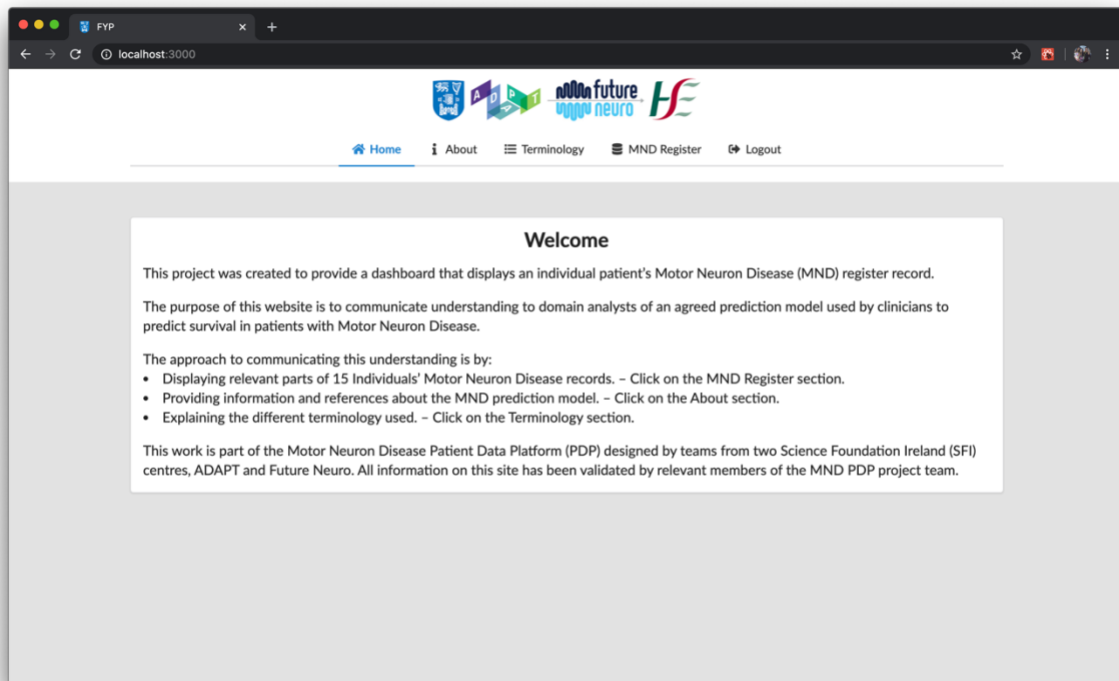 FYP
localhost:3000
A D A P T future neuro HSE
Home About Terminology MND Register Logout
Welcome
This project was created to provide a dashboard that displays an individual patient's Motor Neuron Disease (MND) register record.
The purpose of this website is to communicate understanding to domain analysts of an agreed prediction model used by clinicians to
predict survival in patients with Motor Neuron Disease.
The approach to communicating this understanding is by:
• Displaying relevant parts of 15 Individuals' Motor Neuron Disease records. – Click on the MND Register section.
• Providing information and references about the MND prediction model. – Click on the About section.
• Explaining the different terminology used. – Click on the Terminology section.
This work is part of the Motor Neuron Disease Patient Data Platform (PDP) designed by teams from two Science Foundation Ireland (SFI)
centres, ADAPT and Future Neuro. All information on this site has been validated by relevant members of the MND PDP project team.